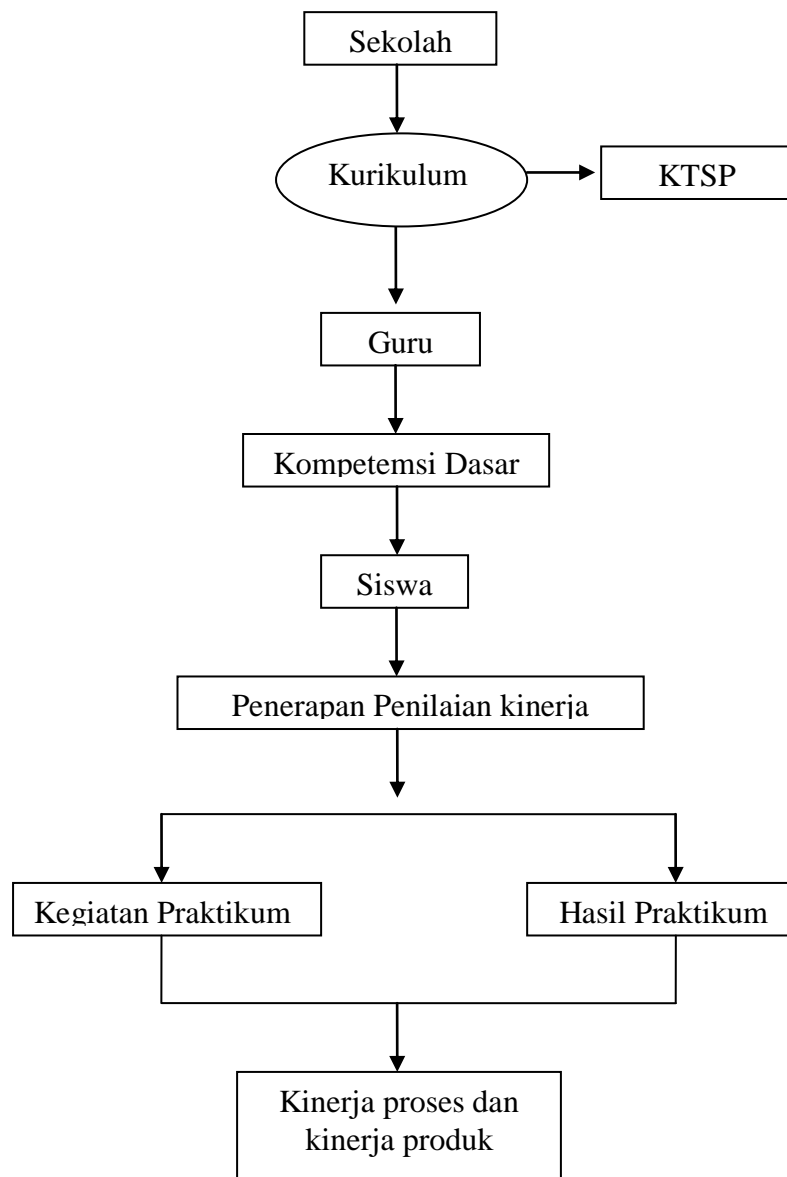 Sekolah
Kurikulum
KTSP
Guru
Kompetemsi Dasar
Siswa
Penerapan Penilaian kinerja
Kegiatan Praktikum
Hasil Praktikum
Kinerja proses dan
kinerja produk